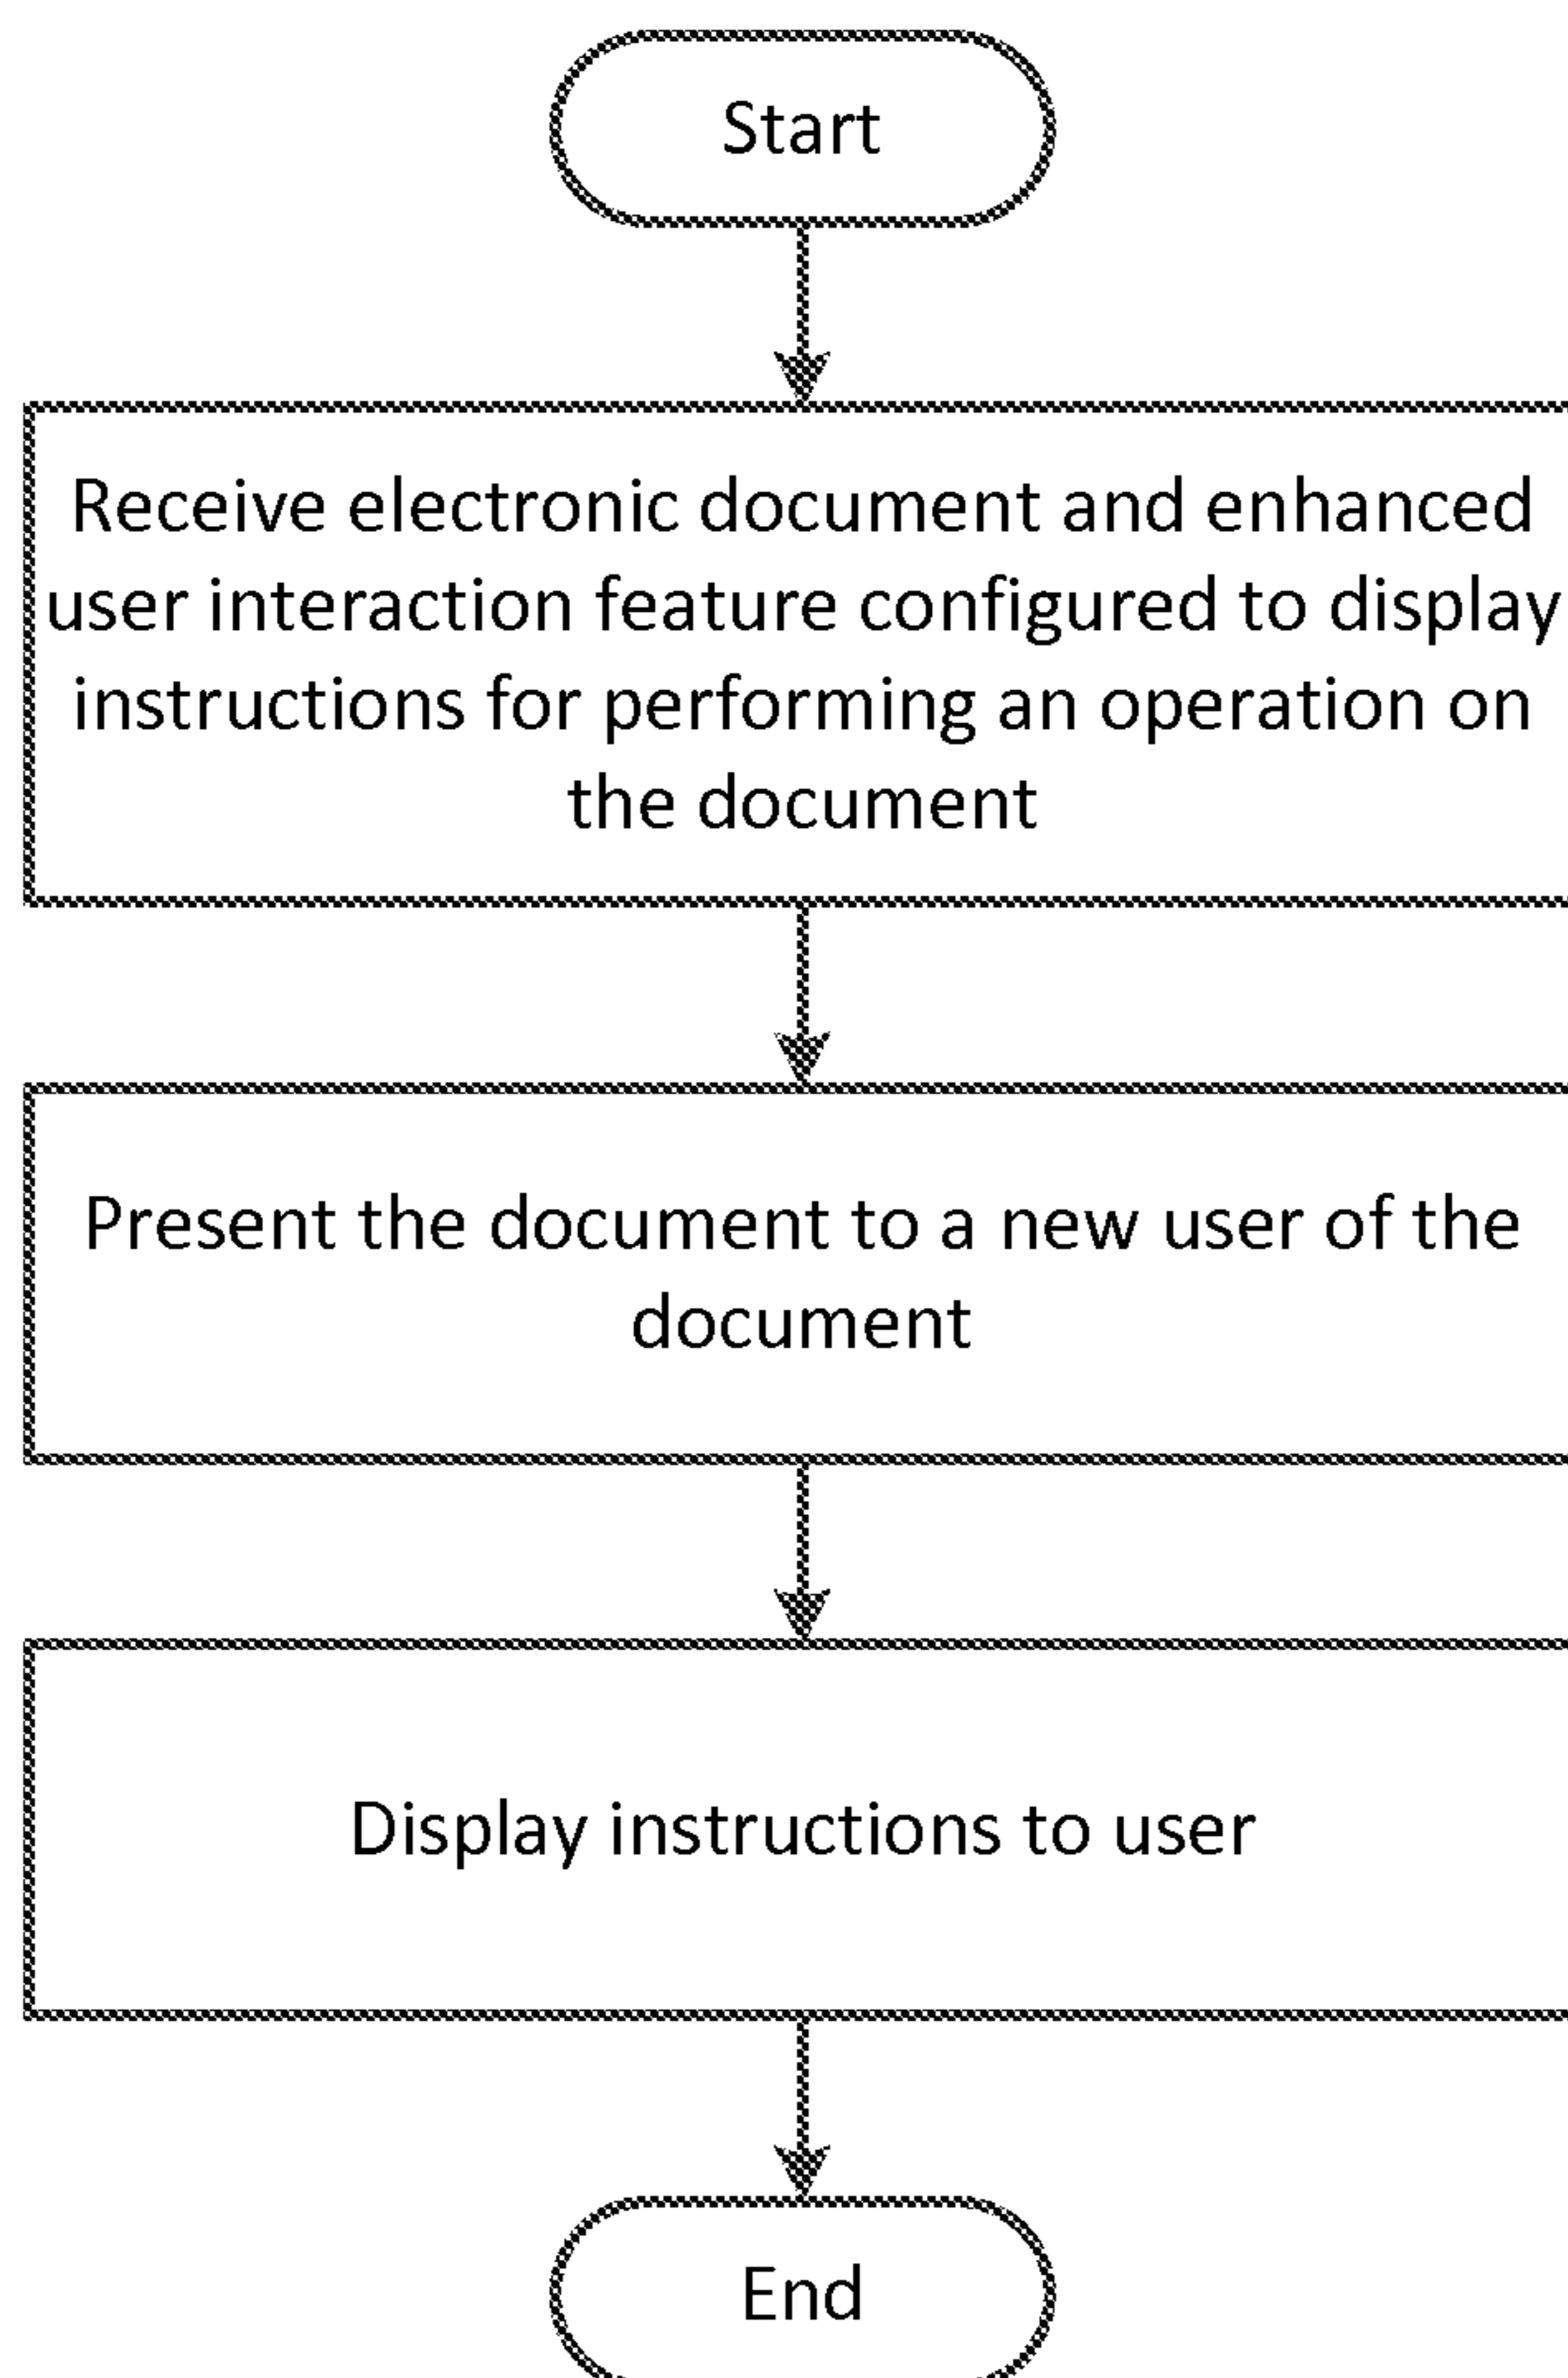 Start
Receive electronic document and enhanced
user interaction feature configured to display
instructions for performing an operation on
the document
Present the document to a new user of the
document
Display instructions to user
End